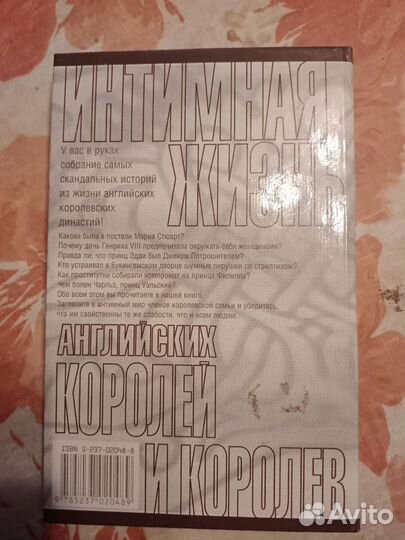 ИНТИМНАЯ
ЖИЗНЬ
У вас в руках
собрание самых
скандальных историй
из жизни английских
королевских
династий!
Какова была в постели Мария Стюарт?
Почему дочь Генриха VIII предпочитала окружать себя женщинами?
Правда ли, что принц Эдди был Джеком Потрошителем?
Кто устраивал в Букингемском дворце шумные пирушки со стриптизом?
Как проститутки собирали компромат на принца Филиппа?
Чем болен Чарльз, принц Уэльский?
Обо всем этом вы прочитаете в нашей книге.
Загляните в интимный мир членов королевской семьи и убедитесь,
что им свойственны те же слабости, что и всем людям.
АНГЛИЙСКИХ
КОРОЛЕЙ
И КОРОЛЕВ
ISBN 5-237-02048-8
9 785237 020489
Avito